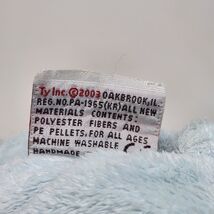 Ty Inc. ©2003 OAKBROOK, IL.
REG.NO.PA-1965(KR) ALL NEW
MATERIALS CONTENTS:
POLYESTER FIBERS AND
PE PELLETS, FOR ALL AGES
MACHINE WASHABLE
HANDMADE